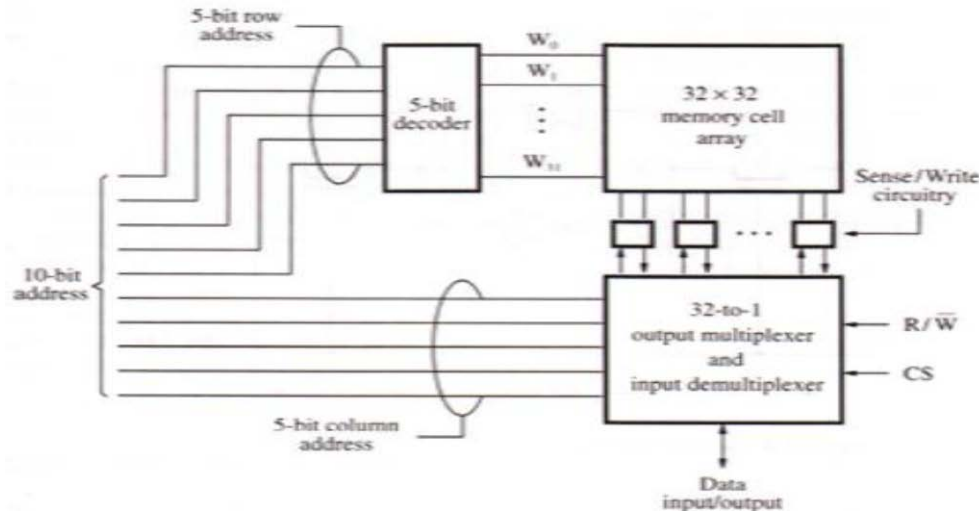 5-bit row
address
5-bit
decoder
W₀
W₁
⋮
W₃₁
32 × 32
memory cell
array
Sense/Write
circuitry
...
10-bit
address
32-to-1
output multiplexer
and
input demultiplexer
R/W̅
CS
5-bit column
address
Data
input/output